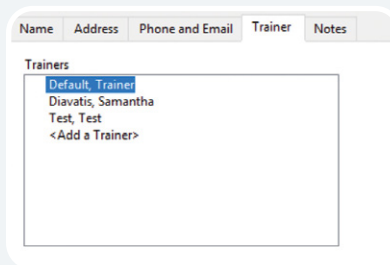 Name Address Phone and Email Trainer Notes
Trainers
Default, Trainer
Diavatis, Samantha
Test, Test
<Add a Trainer>